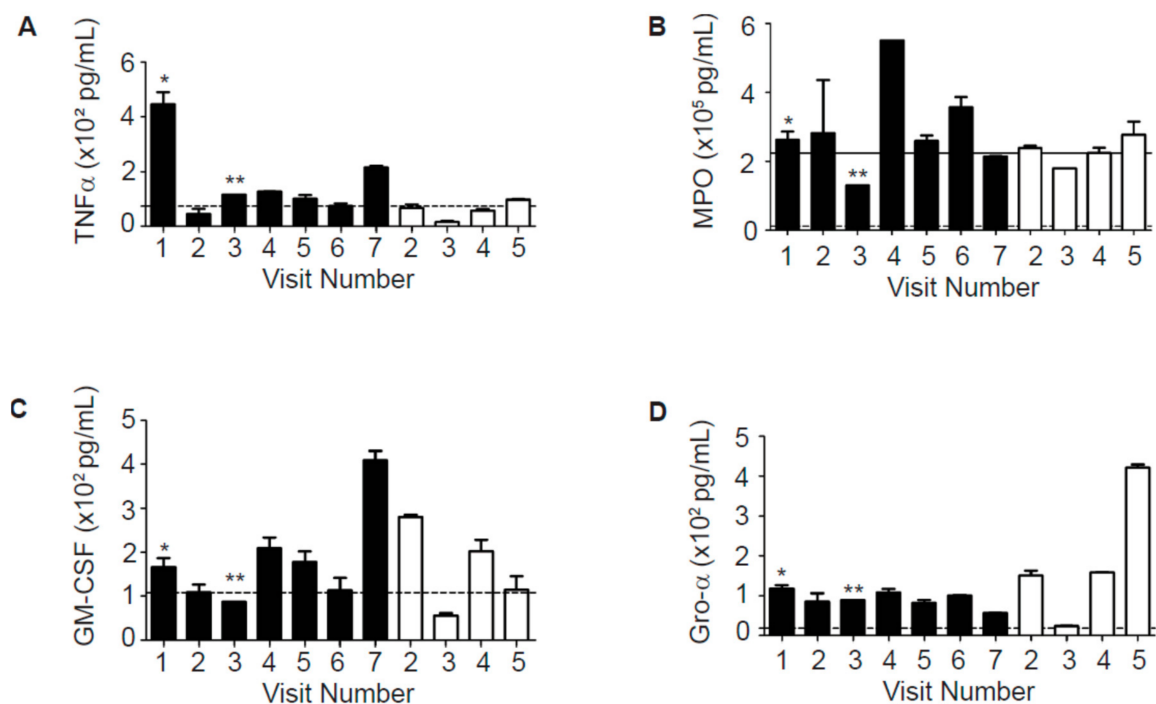 A
TNFα (x10² pg/mL)
6
4
2
0
*
**
1 2 3 4 5 6 7 2 3 4 5
Visit Number
B
MPO (x10⁵ pg/mL)
6
4
2
0
*
**
1 2 3 4 5 6 7 2 3 4 5
Visit Number
C
GM-CSF (x10² pg/mL)
5
4
3
2
1
0
*
**
1 2 3 4 5 6 7 2 3 4 5
Visit Number
D
Gro-α (x10² pg/mL)
5
4
3
2
1
0
*
**
1 2 3 4 5 6 7 2 3 4 5
Visit Number